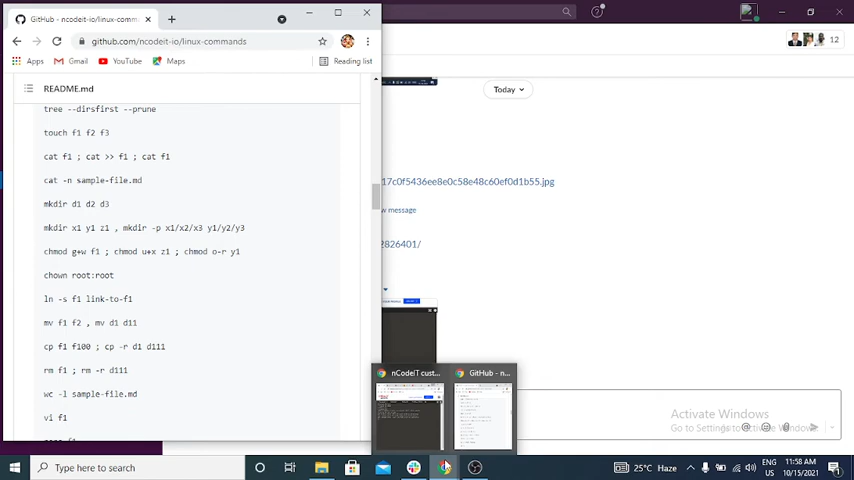 GitHub - ncodeit-io/linux-comm
github.com/ncodeit-io/linux-commands
12
Apps
Gmail
YouTube
Maps
Reading list
README.md
Today
tree --dirsfirst --prune
touch f1 f2 f3
cat f1 ; cat >> f1 ; cat f1
cat -n sample-file.md
17c0f5436ee8e0c58e48c60ef0d1b55.jpg
mkdir d1 d2 d3
w message
mkdir x1 y1 z1 , mkdir -p x1/x2/x3 y1/y2/y3
2826401/
chmod g+w f1 ; chmod u+x z1 ; chmod o-r y1
chown root:root
ln -s f1 link-to-f1
mv f1 f2 , mv d1 d11
cp f1 f100 ; cp -r d1 d111
rm f1 ; rm -r d111
nCodeiT cust...
GitHub - n...
wc -l sample-file.md
vi f1
Activate Windows
Go to Settings to activate Windows.
Type here to search
25°C Haze
ENG
US
11:58 AM
10/15/2021